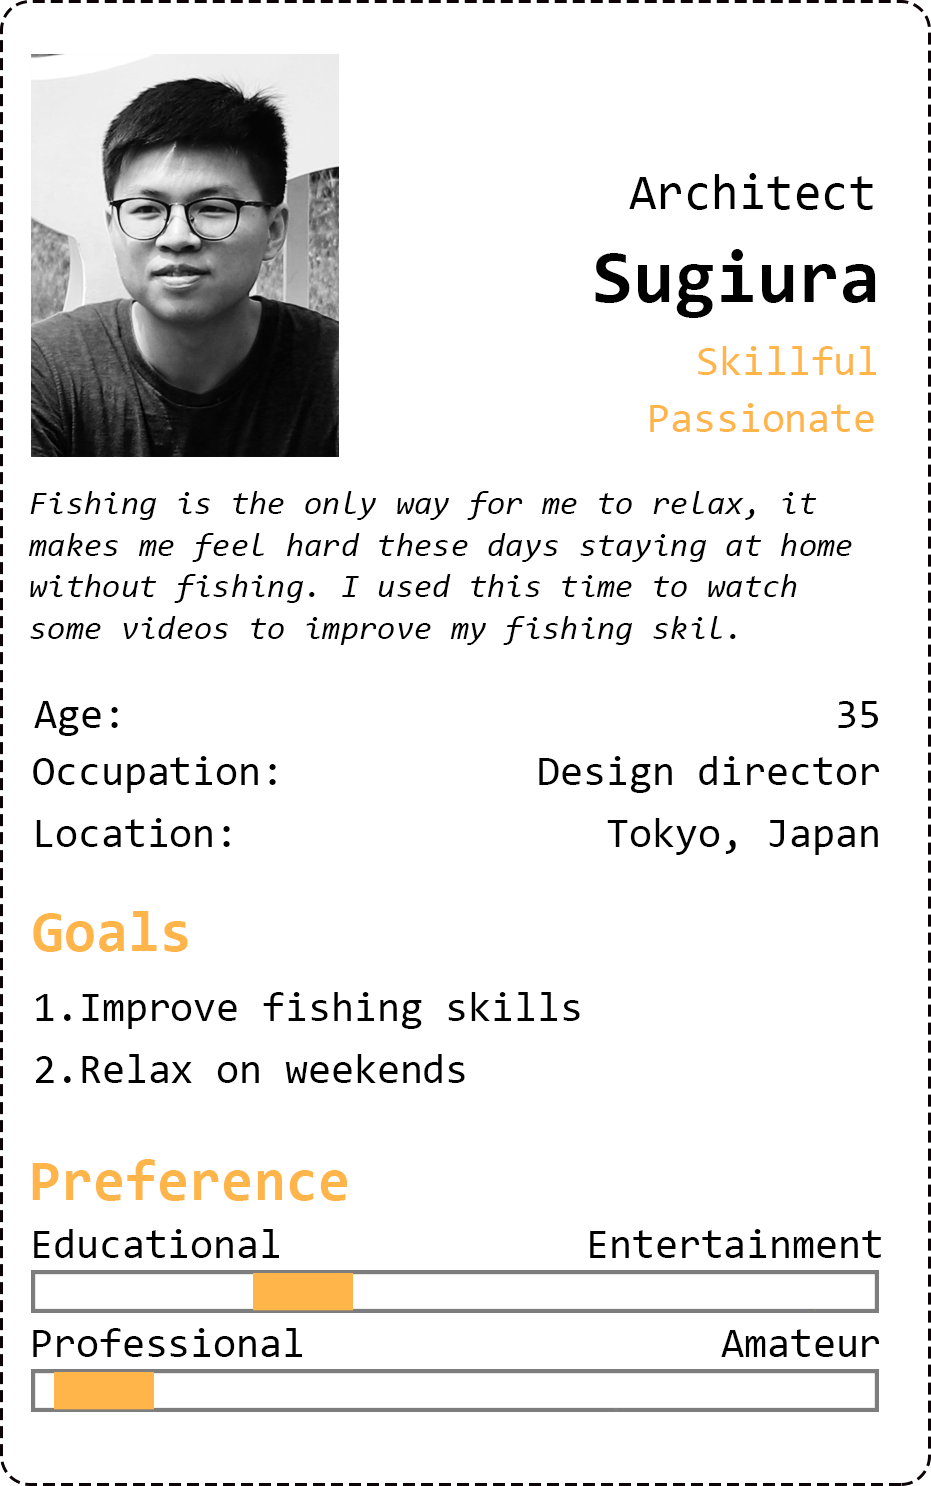 Architect
Sugiura
Skillful
Passionate
Fishing is the only way for me to relax, it
makes me feel hard these days staying at home
without fishing. I used this time to watch
some videos to improve my fishing skil.
Age: 35
Occupation: Design director
Location: Tokyo, Japan
Goals
1.Improve fishing skills
2.Relax on weekends
Preference
Educational Entertainment
Professional Amateur